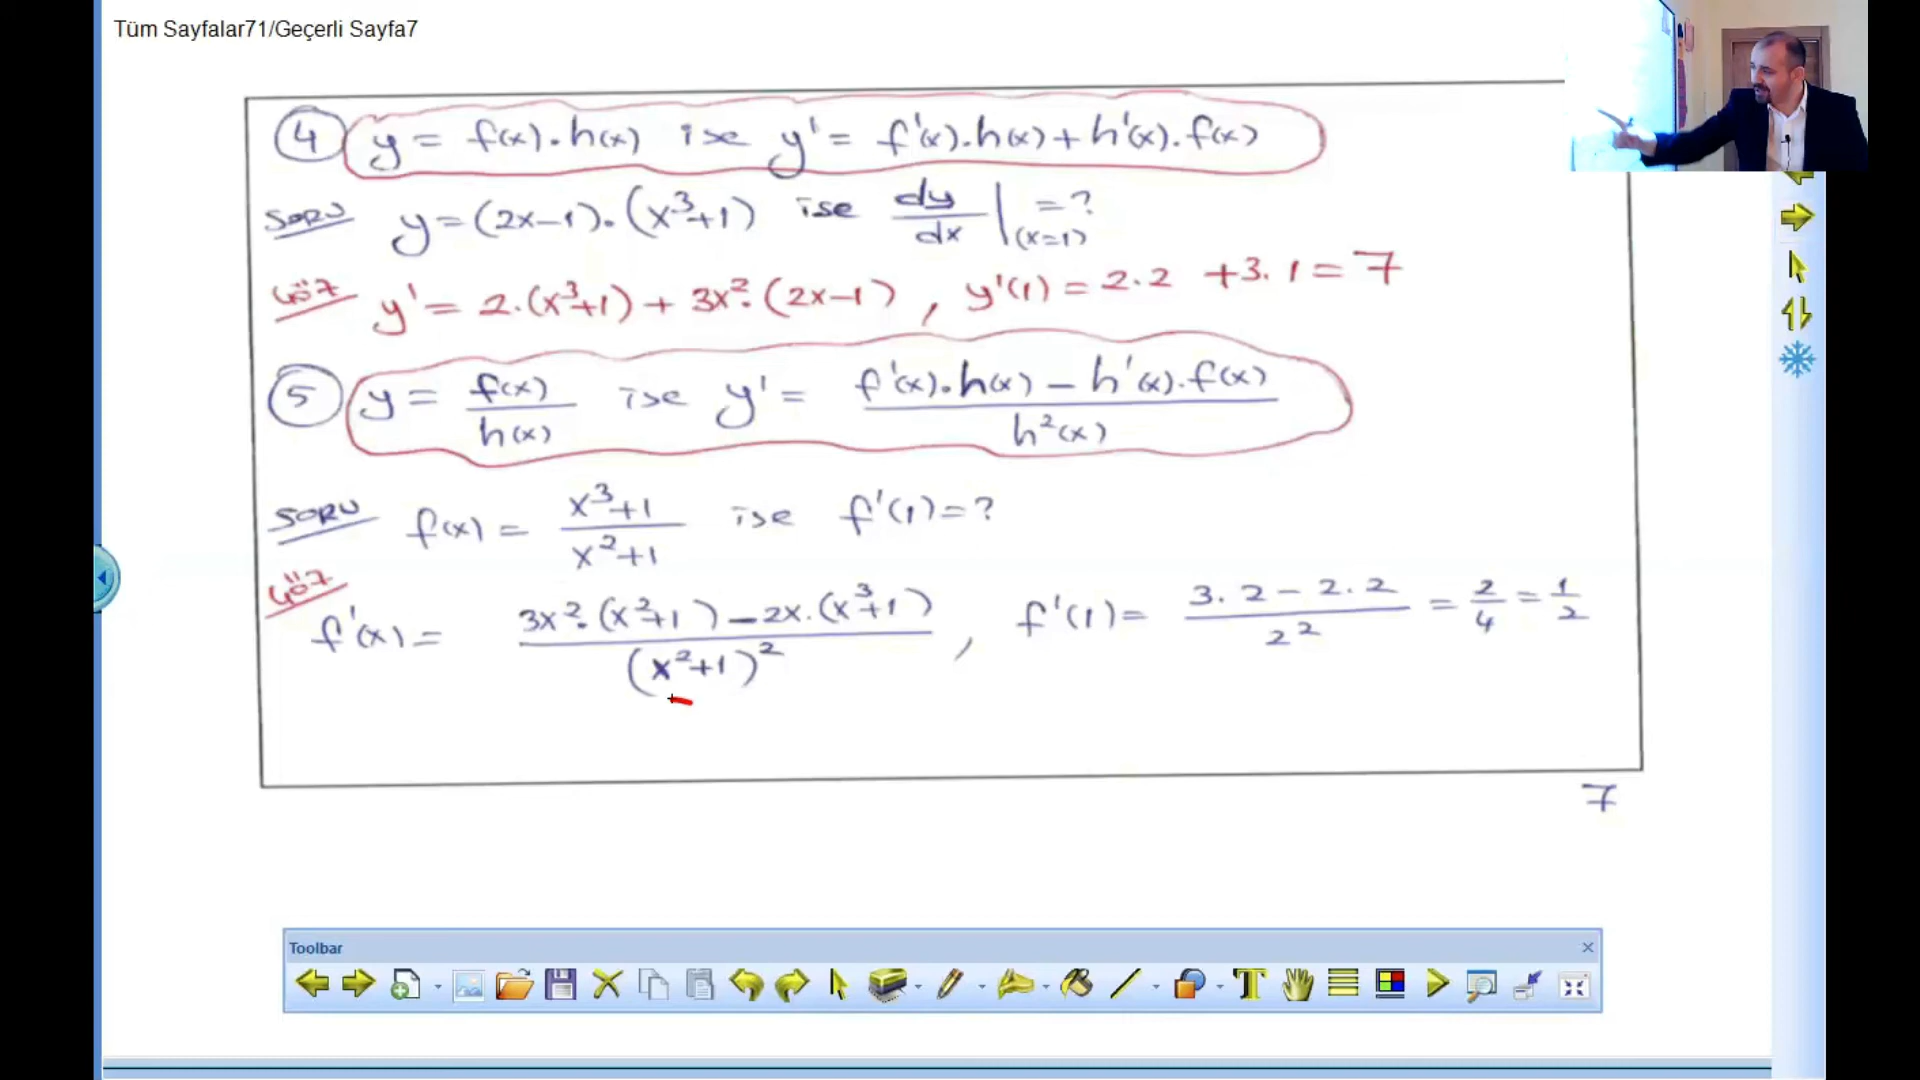 Tüm Sayfalar71/Geçerli Sayfa7
4 y = f(x).h(x) ise y' = f'(x).h(x)+h'(x).f(x)
SORU y=(2x-1).(x³+1) ise dy/dx |(x=1) =?
ÇÖZ y' = 2.(x³+1) + 3x².(2x-1) , y'(1) = 2.2 +3.1 = 7
5 y = f(x)/h(x) ise y' = (f'(x).h(x) - h'(x).f(x))/h²(x)
SORU f(x) = (x³+1)/(x²+1) ise f'(1)=?
ÇÖZ f'(x) = (3x².(x²+1) - 2x.(x³+1))/(x²+1)² , f'(1) = (3.2 - 2.2)/2² = 2/4 = 1/2
7
Toolbar